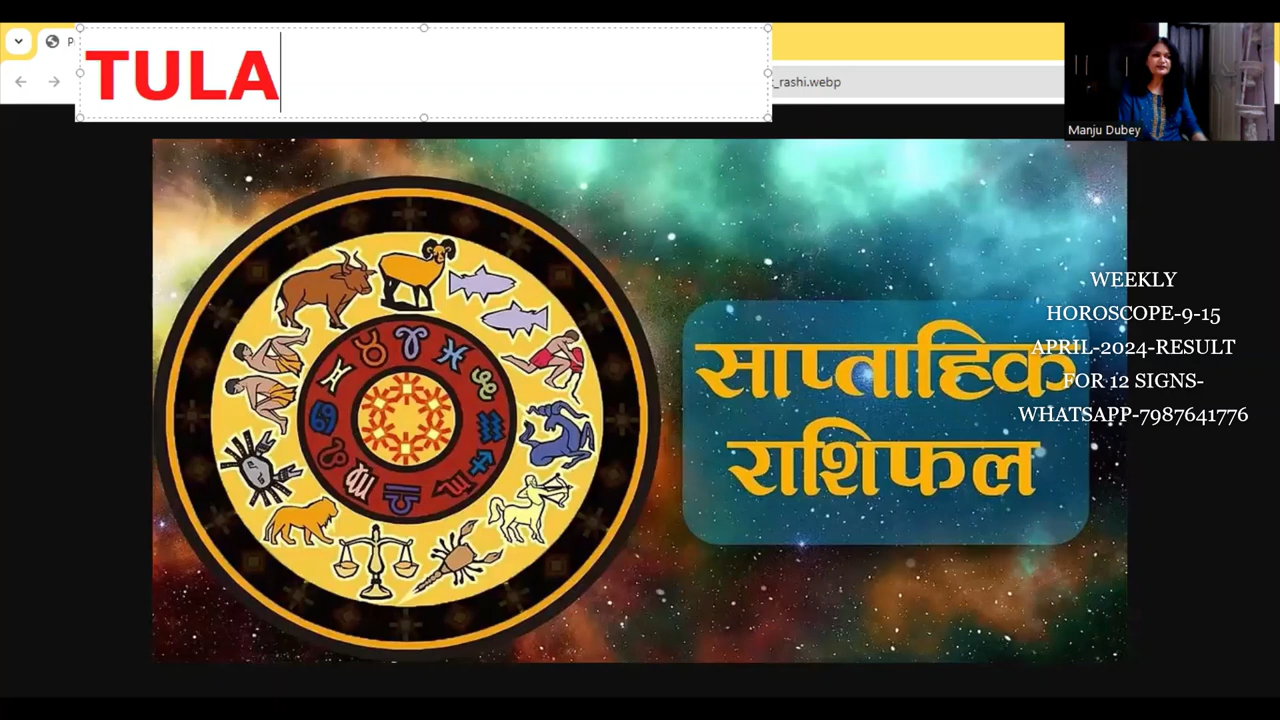 P
TULA
_rashi.webp
Manju Dubey
साप्ताहिक
राशिफल
WEEKLY
HOROSCOPE-9-15
APRIL-2024-RESULT
FOR 12 SIGNS-
WHATSAPP-7987641776